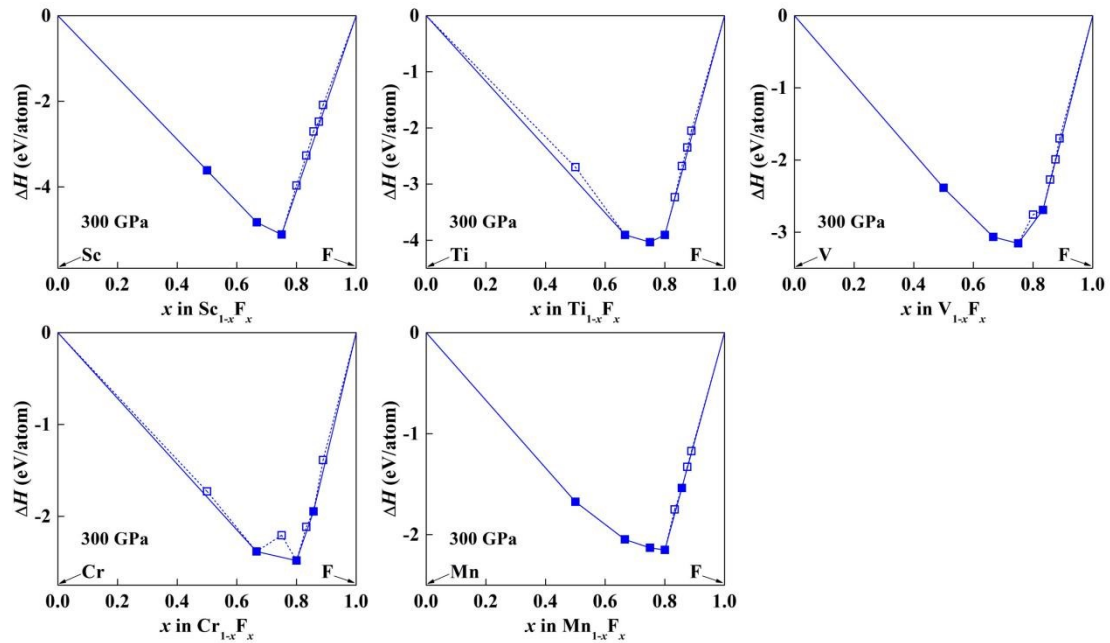 0
-2
-4
ΔH (eV/atom)
300 GPa
Sc
F
0.0 0.2 0.4 0.6 0.8 1.0
x in Sc1-xFx
0
-1
-2
-3
-4
ΔH (eV/atom)
300 GPa
Ti
F
0.0 0.2 0.4 0.6 0.8 1.0
x in Ti1-xFx
0
-1
-2
-3
ΔH (eV/atom)
300 GPa
V
F
0.0 0.2 0.4 0.6 0.8 1.0
x in V1-xFx
0
-1
-2
ΔH (eV/atom)
300 GPa
Cr
F
0.0 0.2 0.4 0.6 0.8 1.0
x in Cr1-xFx
0
-1
-2
ΔH (eV/atom)
300 GPa
Mn
F
0.0 0.2 0.4 0.6 0.8 1.0
x in Mn1-xFx